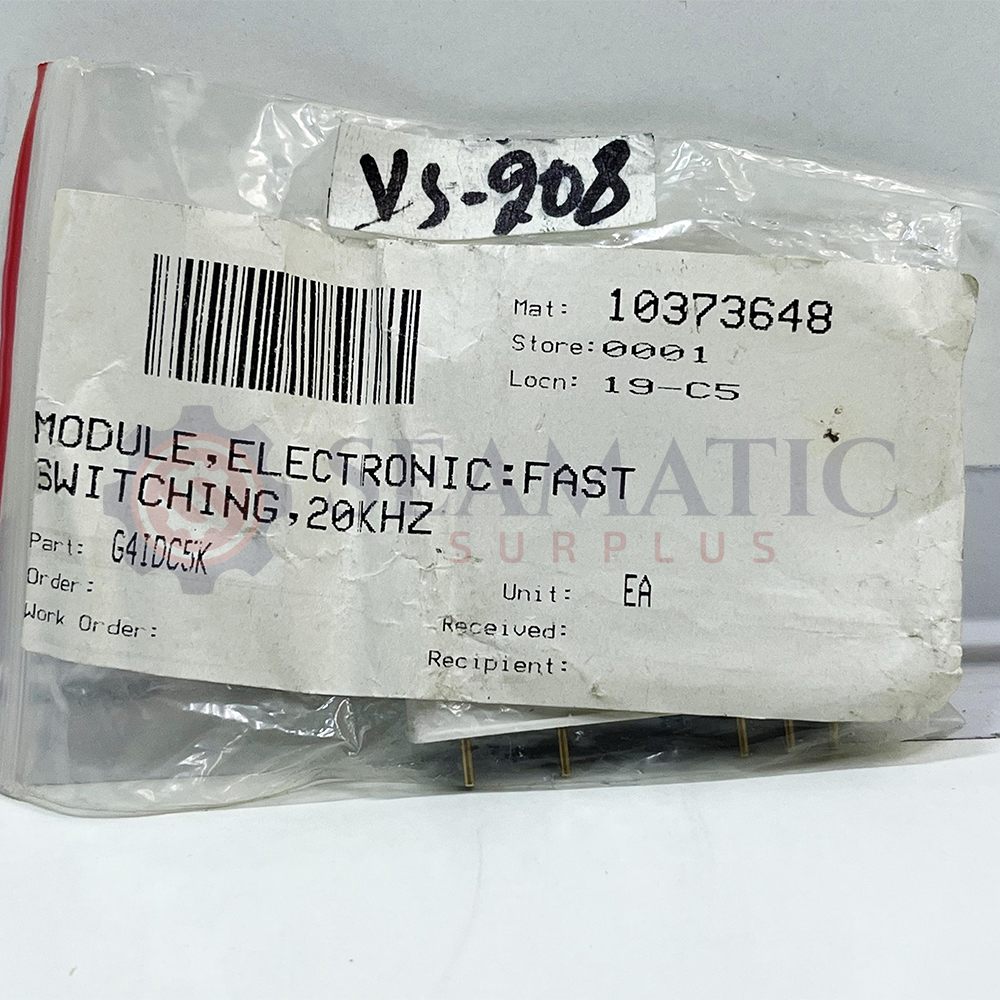 VS-908
Mat: 10373648
Store:0001
Locn: 19-C5
MODULE,ELECTRONIC:FAST
SWITCHING,20KHZ
Part: G4IDC5K
Order:
Unit: EA
Work Order:
Received:
Recipient:
SEAMATIC
SURPLUS